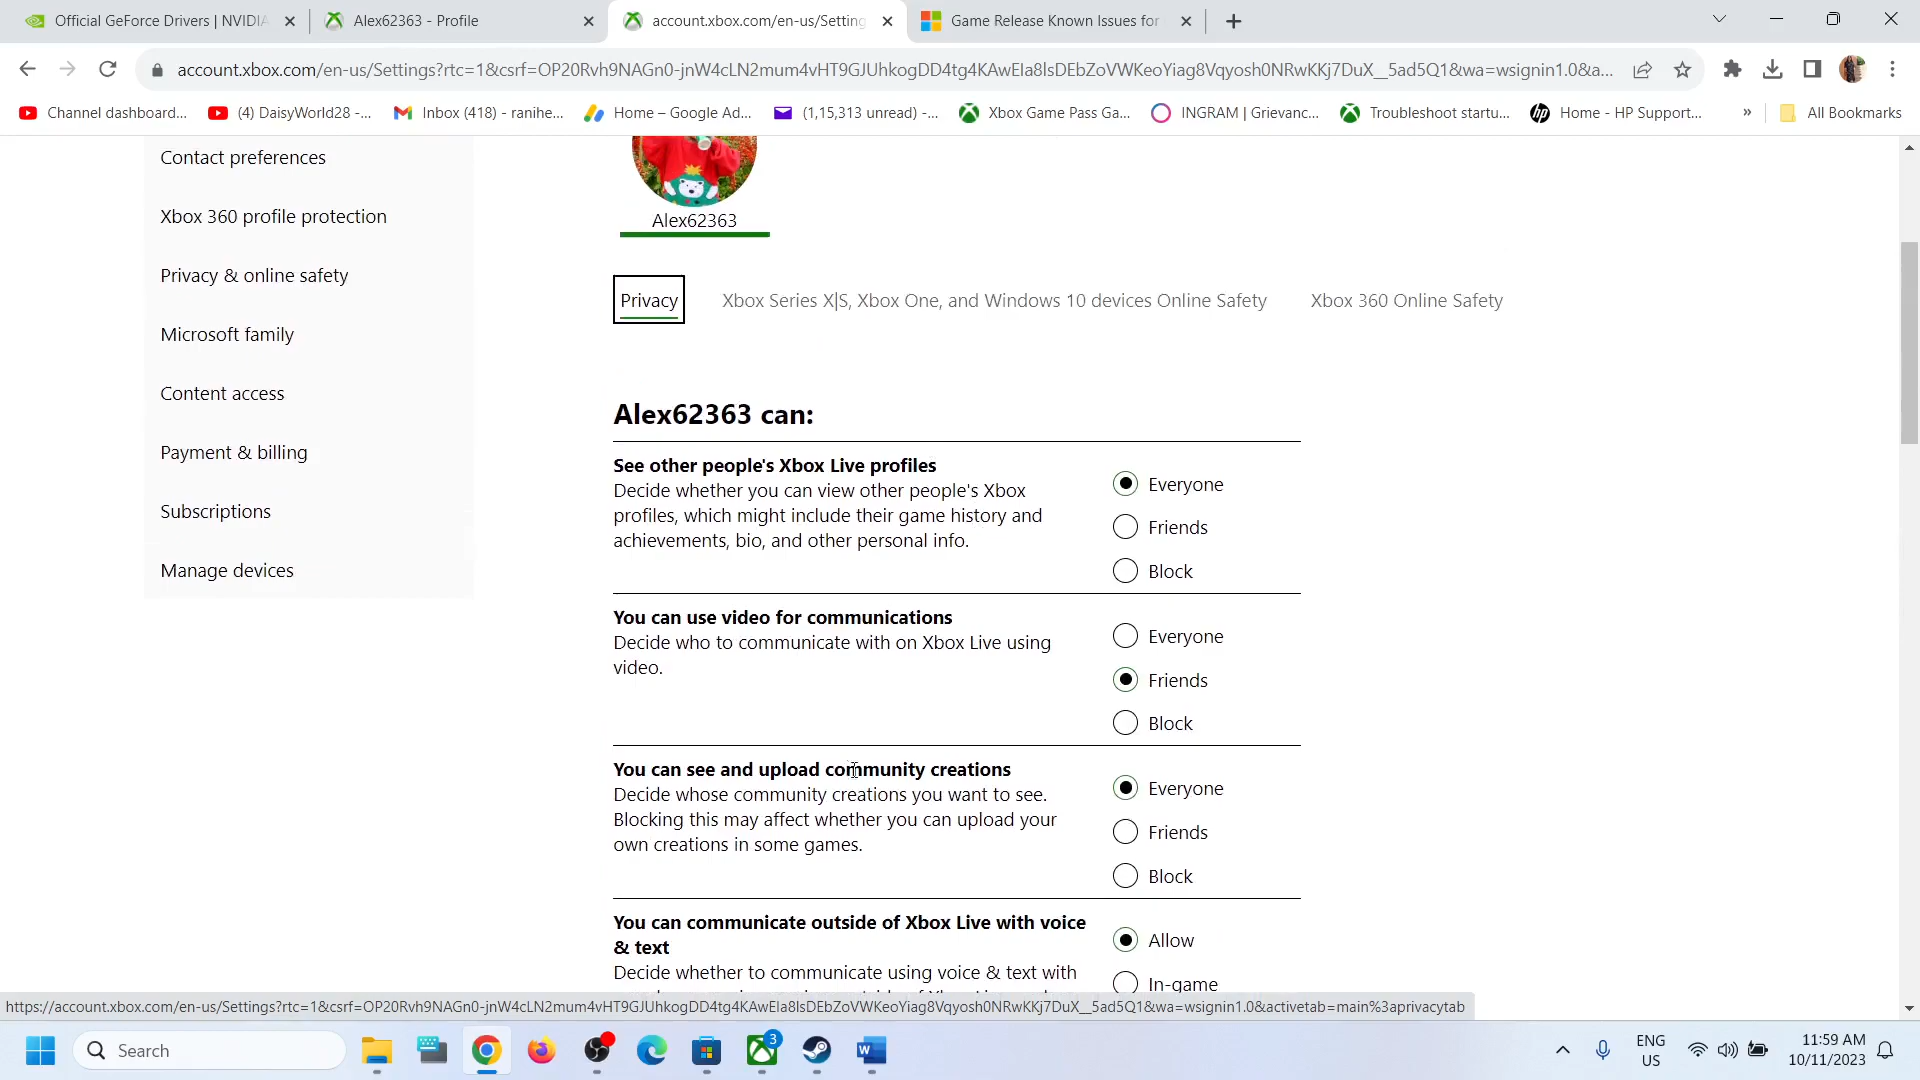 Official GeForce Drivers | NVIDIA
Alex62363 - Profile
account.xbox.com/en-us/Setting
Game Release Known Issues for
account.xbox.com/en-us/Settings?rtc=1&csrf=OP20Rvh9NAGn0-jnW4cLN2mum4vHT9GJUhkogDD4tg4KAwEIa8lsDEbZoVWKeoYiag8Vqyosh0NRwKKj7DuX__5ad5Q1&wa=wsignin1.0&a...
Channel dashboard...
(4) DaisyWorld28 -...
Inbox (418) - ranihe...
Home – Google Ad...
(1,15,313 unread) -...
Xbox Game Pass Ga...
INGRAM | Grievanc...
Troubleshoot startu...
Home - HP Support...
»
All Bookmarks
Contact preferences
Xbox 360 profile protection
Privacy & online safety
Microsoft family
Content access
Payment & billing
Subscriptions
Manage devices
Alex62363
Privacy
Xbox Series X|S, Xbox One, and Windows 10 devices Online Safety
Xbox 360 Online Safety
Alex62363 can:
See other people's Xbox Live profiles
Decide whether you can view other people's Xbox
profiles, which might include their game history and
achievements, bio, and other personal info.
Everyone
Friends
Block
You can use video for communications
Decide who to communicate with on Xbox Live using
video.
Everyone
Friends
Block
You can see and upload community creations
Decide whose community creations you want to see.
Blocking this may affect whether you can upload your
own creations in some games.
Everyone
Friends
Block
You can communicate outside of Xbox Live with voice
& text
Decide whether to communicate using voice & text with
Allow
In-game
https://account.xbox.com/en-us/Settings?rtc=1&csrf=OP20Rvh9NAGn0-jnW4cLN2mum4vHT9GJUhkogDD4tg4KAwEIa8lsDEbZoVWKeoYiag8Vqyosh0NRwKKj7DuX__5ad5Q1&wa=wsignin1.0&activetab=main%3aprivacytab
Search
3
ENG
US
11:59 AM
10/11/2023